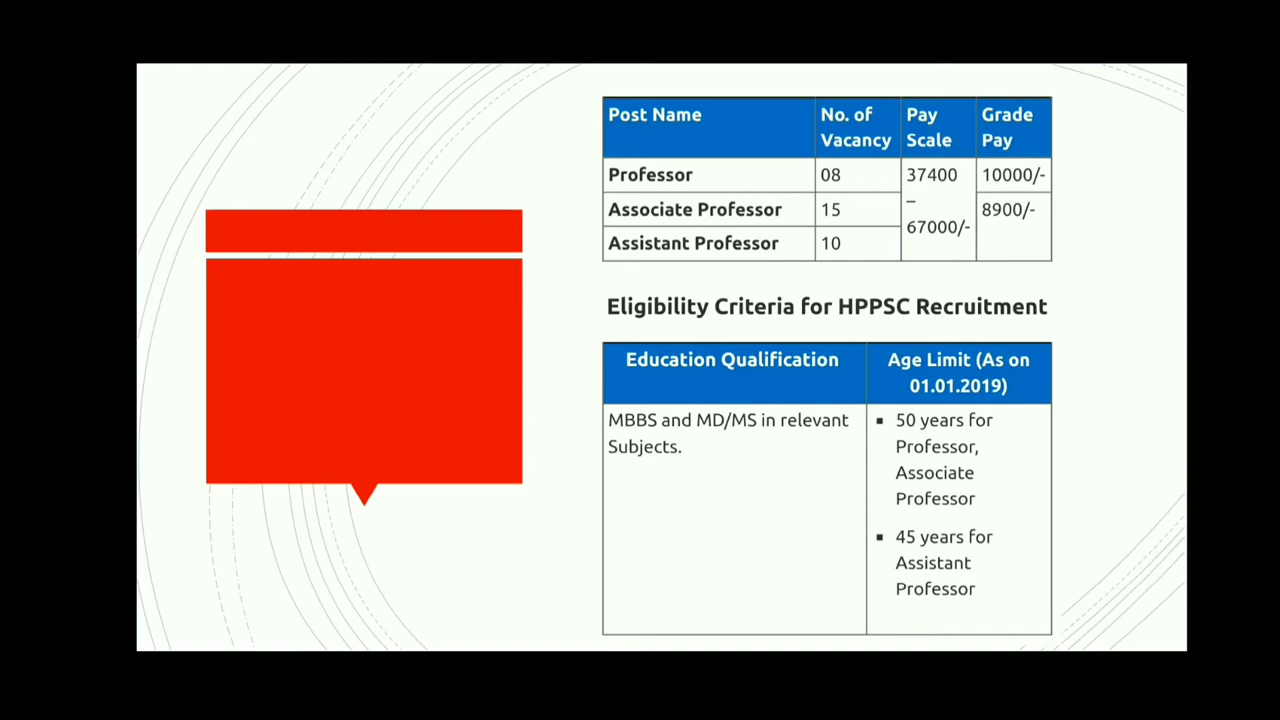 Post Name No. of Vacancy Pay Scale Grade Pay
Professor 08 37400 – 67000/- 10000/-
Associate Professor 15 8900/-
Assistant Professor 10
Eligibility Criteria for HPPSC Recruitment
Education Qualification Age Limit (As on 01.01.2019)
MBBS and MD/MS in relevant
Subjects.
▪ 50 years for
Professor,
Associate
Professor
▪ 45 years for
Assistant
Professor